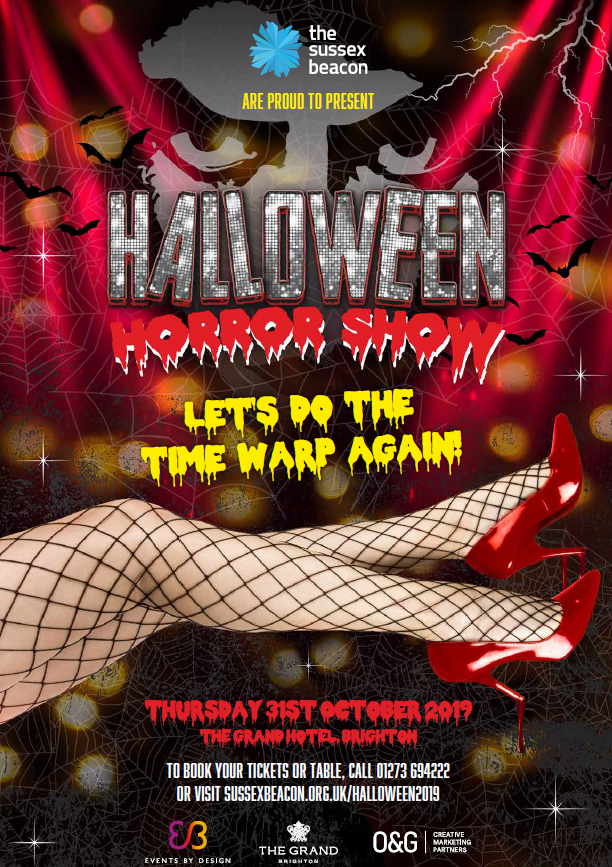 the
sussex
beacon
ARE PROUD TO PRESENT
HALLOWEEN
HORROR SHOW
LET'S DO THE
TIME WARP AGAIN!
THURSDAY 31ST OCTOBER 2019
THE GRAND HOTEL, BRIGHTON
TO BOOK YOUR TICKETS OR TABLE, CALL 01273 694222
OR VISIT SUSSEXBEACON.ORG.UK/HALLOWEEN2019
EVENTS BY DESIGN
THE GRAND
BRIGHTON
O&G
CREATIVE
MARKETING
PARTNERS